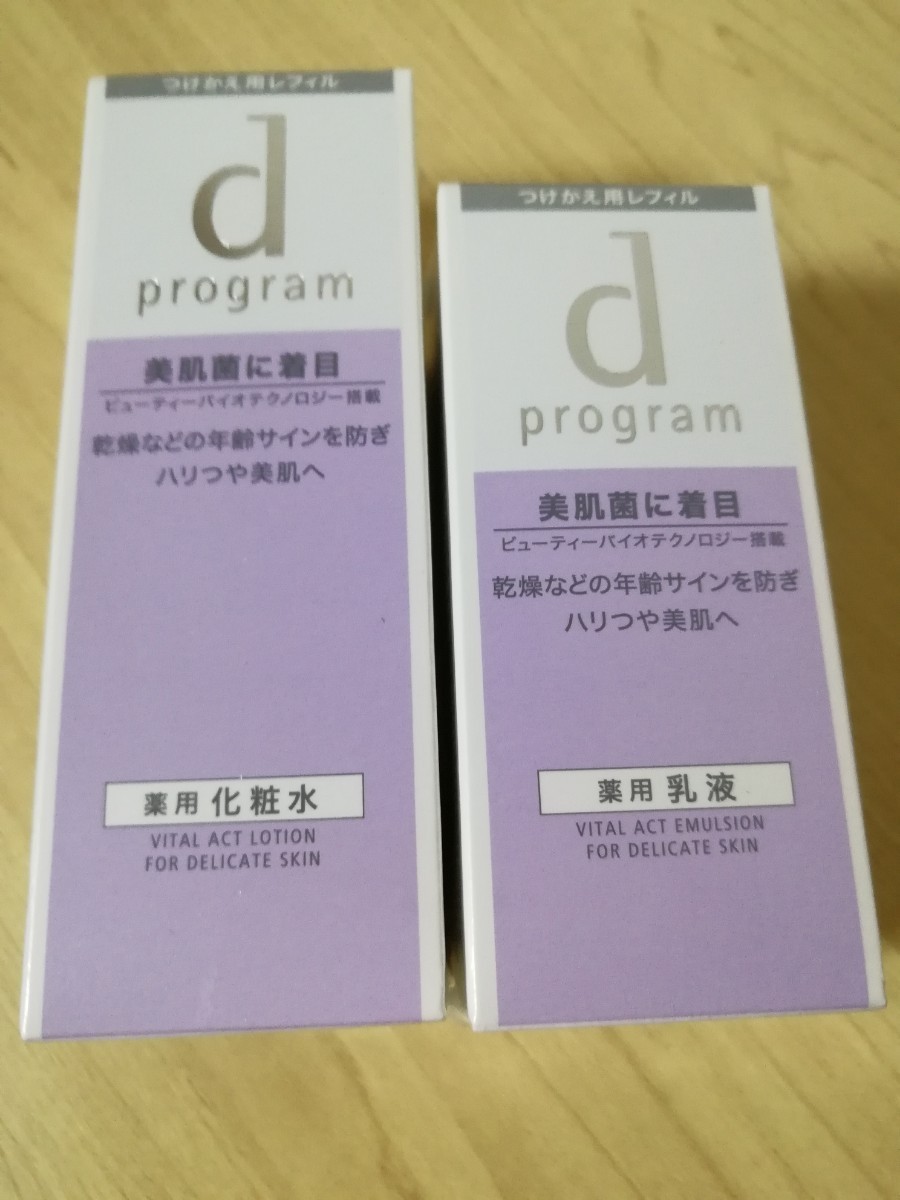 つけかえ用レフィル
d
program
美肌菌に着目
ビューティーバイオテクノロジー搭載
乾燥などの年齢サインを防ぎ
ハリつや美肌へ
薬用 化粧水
VITAL ACT LOTION
FOR DELICATE SKIN
つけかえ用レフィル
d
program
美肌菌に着目
ビューティーバイオテクノロジー搭載
乾燥などの年齢サインを防ぎ
ハリつや美肌へ
薬用 乳液
VITAL ACT EMULSION
FOR DELICATE SKIN